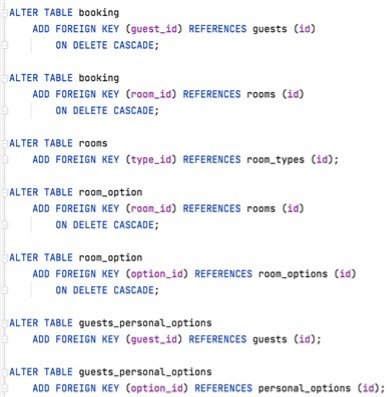 ALTER TABLE booking
ADD FOREIGN KEY (guest_id) REFERENCES guests (id)
ON DELETE CASCADE;
ALTER TABLE booking
ADD FOREIGN KEY (room_id) REFERENCES rooms (id)
ON DELETE CASCADE;
ALTER TABLE rooms
ADD FOREIGN KEY (type_id) REFERENCES room_types (id);
ALTER TABLE room_option
ADD FOREIGN KEY (room_id) REFERENCES rooms (id)
ON DELETE CASCADE;
ALTER TABLE room_option
ADD FOREIGN KEY (option_id) REFERENCES room_options (id)
ON DELETE CASCADE;
ALTER TABLE guests_personal_options
ADD FOREIGN KEY (guest_id) REFERENCES guests (id);
ALTER TABLE guests_personal_options
ADD FOREIGN KEY (option_id) REFERENCES personal_options (id);